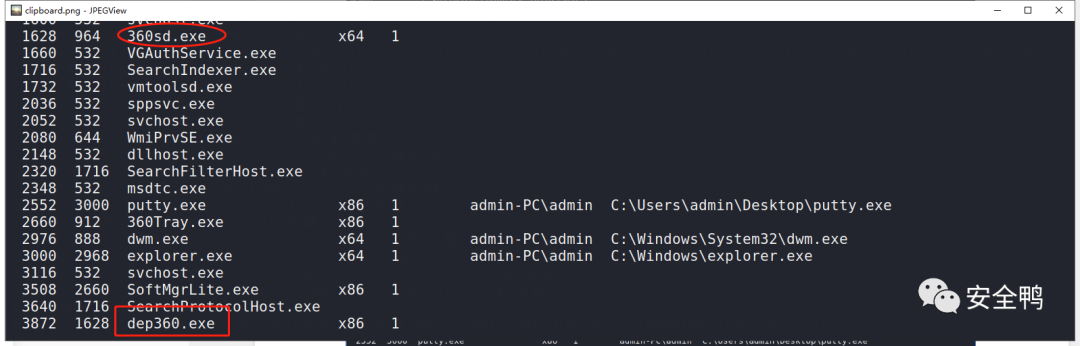 clipboard.png - JPEGView
1628 964 360sd.exe x64 1
1660 532 VGAuthService.exe
1716 532 SearchIndexer.exe
1732 532 vmtoolsd.exe
2036 532 sppsvc.exe
2052 532 svchost.exe
2080 644 WmiPrvSE.exe
2148 532 dllhost.exe
2320 1716 SearchFilterHost.exe
2348 532 msdtc.exe
2552 3000 putty.exe x86 1 admin-PC\admin C:\Users\admin\Desktop\putty.exe
2660 912 360Tray.exe x86 1
2976 888 dwm.exe x64 1 admin-PC\admin C:\Windows\System32\dwm.exe
3000 2968 explorer.exe x64 1 admin-PC\admin C:\Windows\explorer.exe
3116 532 svchost.exe
3508 2660 SoftMgrLite.exe x86 1
3640 1716 SearchProtocolHost.exe
3872 1628 dep360.exe x86 1
安全鸭